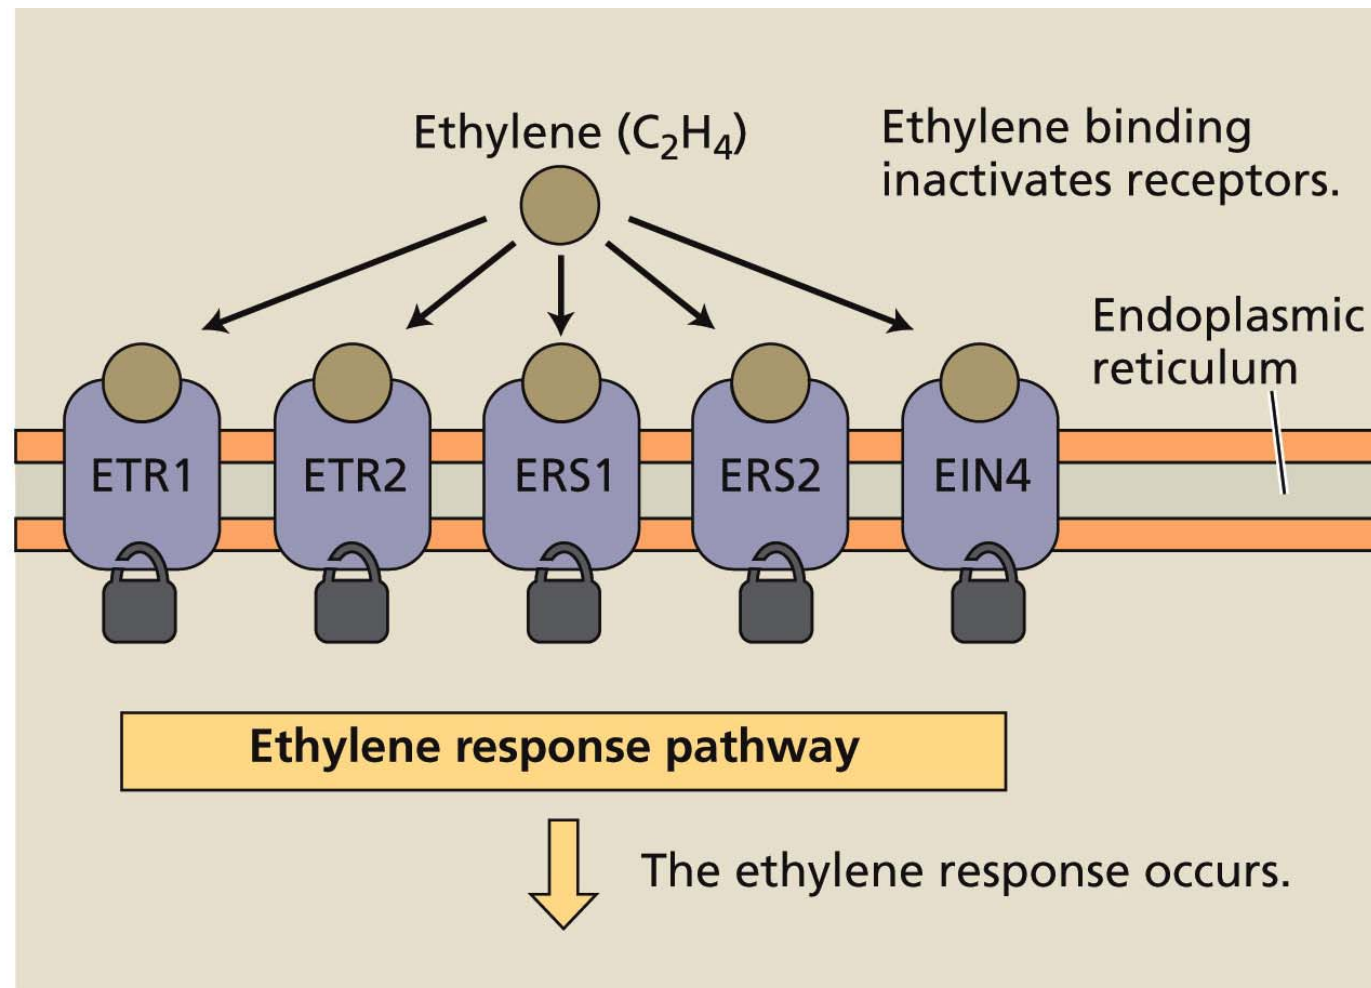 Ethylene (C₂H₄)
Ethylene binding
inactivates receptors.
Endoplasmic
reticulum
ETR1
ETR2
ERS1
ERS2
EIN4
Ethylene response pathway
The ethylene response occurs.